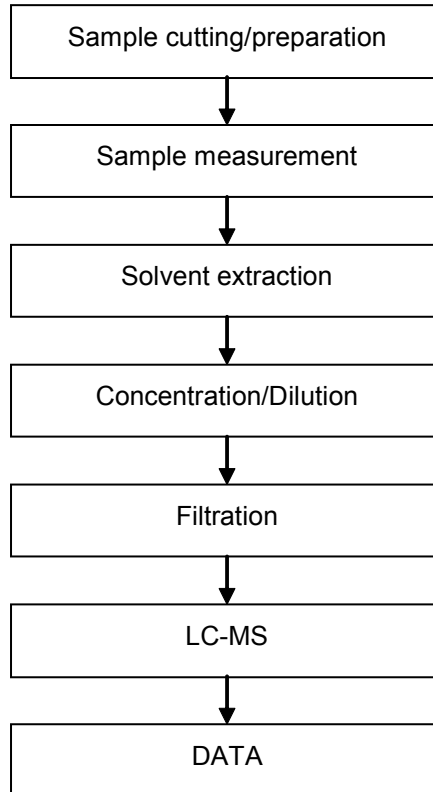 Sample cutting/preparation
Sample measurement
Solvent extraction
Concentration/Dilution
Filtration
LC-MS
DATA